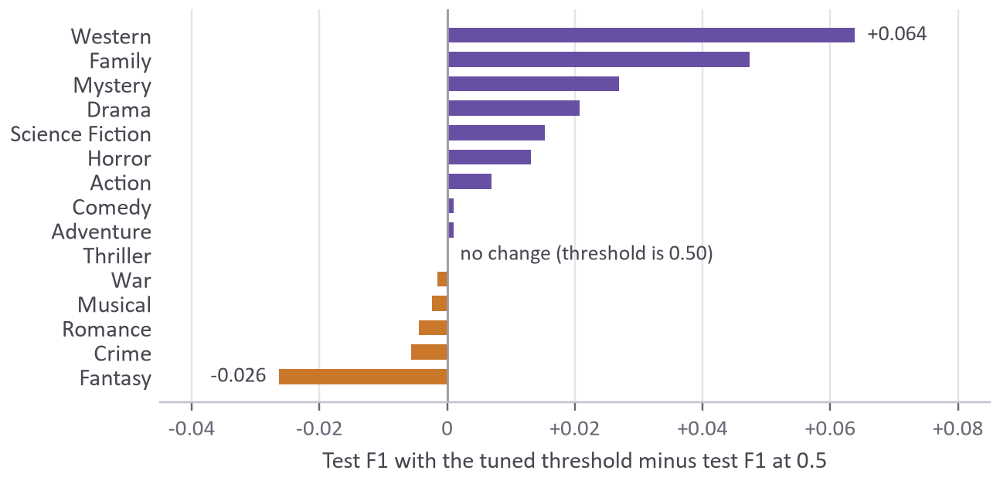 Western +0.064
Family
Mystery
Drama
Science Fiction
Horror
Action
Comedy
Adventure
Thriller no change (threshold is 0.50)
War
Musical
Romance
Crime
Fantasy -0.026
-0.04 -0.02 0 +0.02 +0.04 +0.06 +0.08
Test F1 with the tuned threshold minus test F1 at 0.5